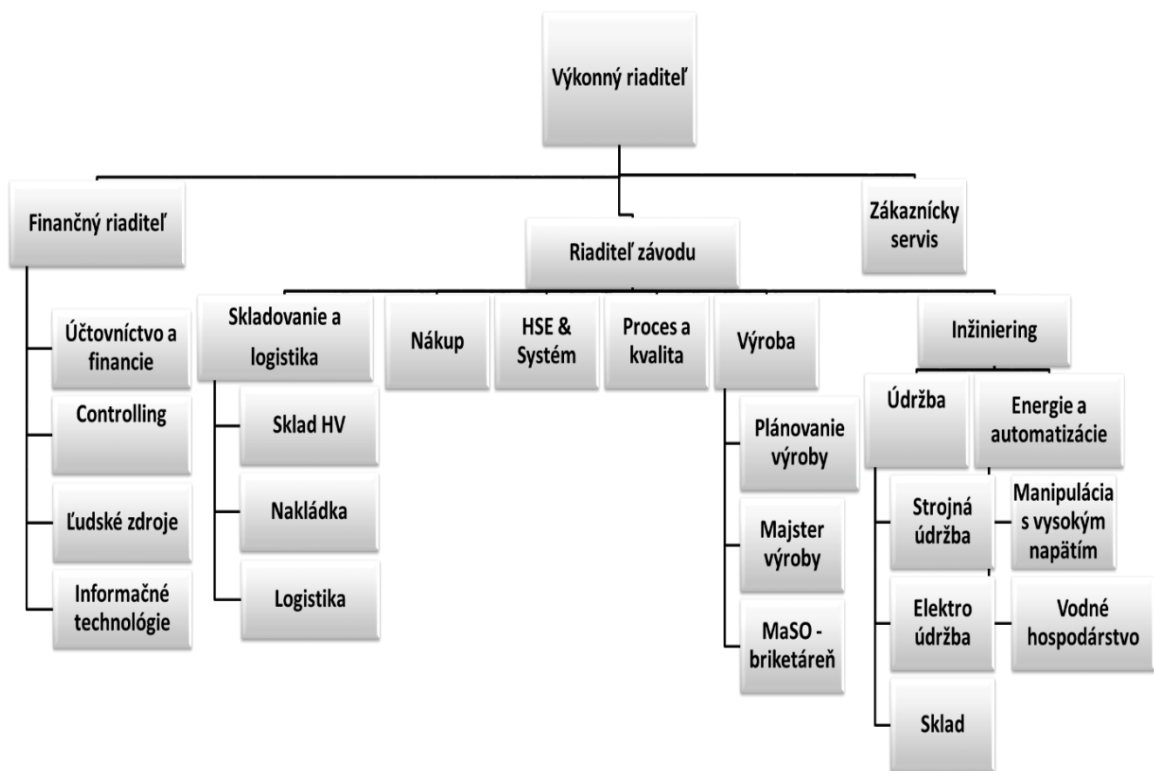 Výkonný riaditeľ
Finančný riaditeľ
Zákaznícky
servis
Riaditeľ závodu
Účtovníctvo a
financie
Controlling
Ľudské zdroje
Informačné
technológie
Skladovanie a
logistika
Sklad HV
Nakládka
Logistika
Nákup
HSE &
Systém
Proces a
kvalita
Výroba
Plánovanie
výroby
Majster
výroby
MaSO -
briketáreň
Inžiniering
Údržba
Strojná
údržba
Elektro
údržba
Sklad
Energie a
automatizácie
Manipulácia
s vysokým
napätím
Vodné
hospodárstvo